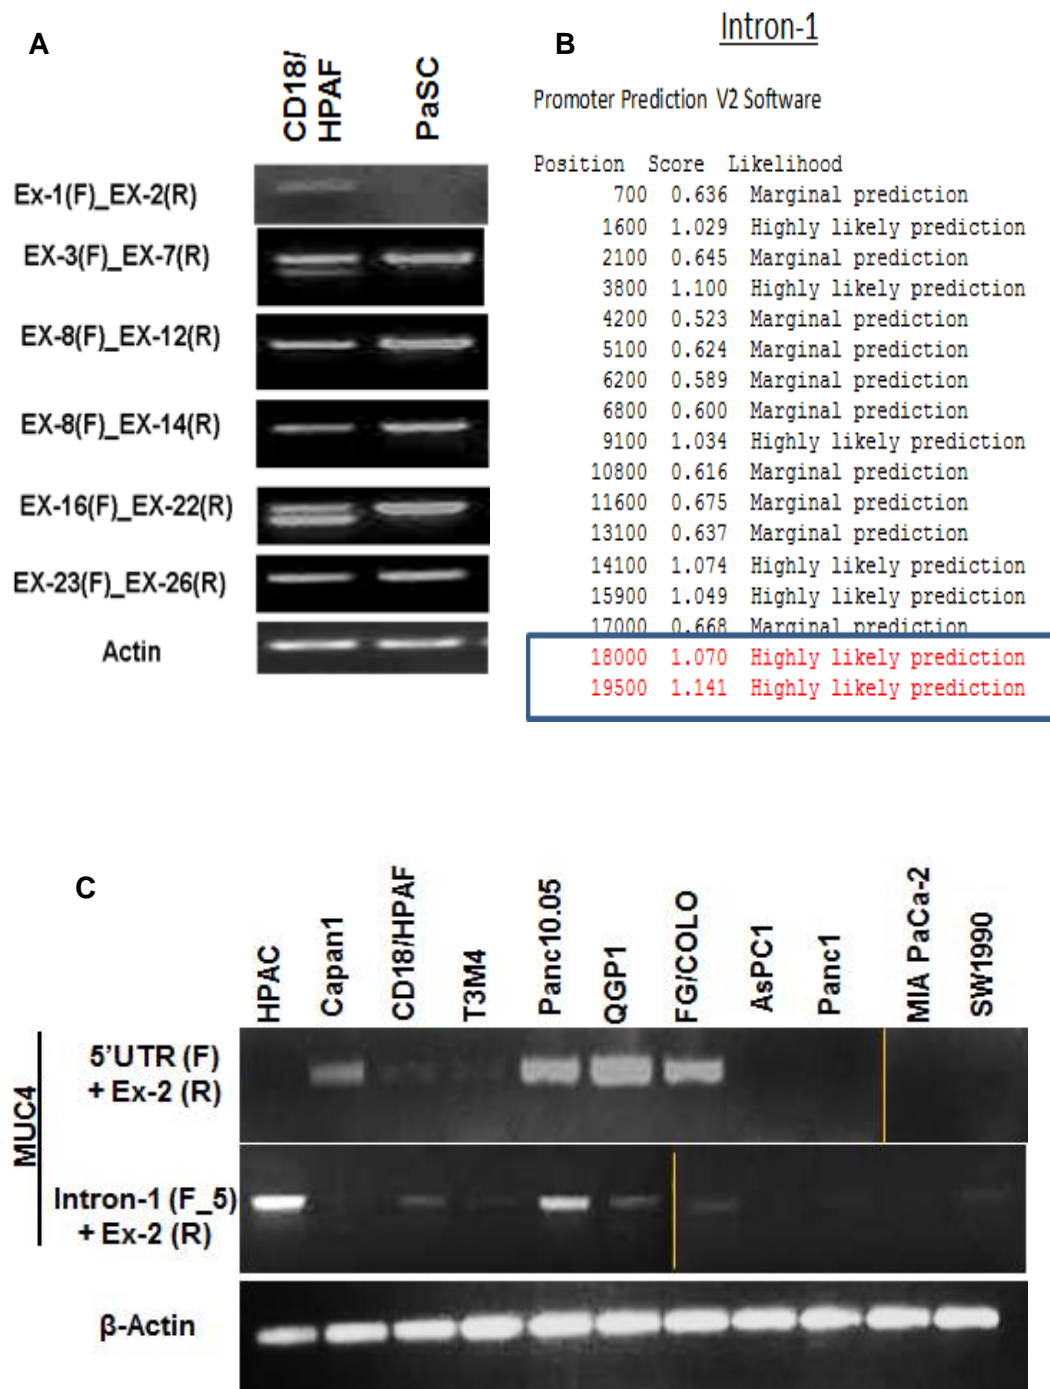 A
CD18/
HPAF
PaSC
Ex-1(F)_EX-2(R)
EX-3(F)_EX-7(R)
EX-8(F)_EX-12(R)
EX-8(F)_EX-14(R)
EX-16(F)_EX-22(R)
EX-23(F)_EX-26(R)
Actin
B
Intron-1
Promoter Prediction V2 Software
Position Score Likelihood
700 0.636 Marginal prediction
1600 1.029 Highly likely prediction
2100 0.645 Marginal prediction
3800 1.100 Highly likely prediction
4200 0.523 Marginal prediction
5100 0.624 Marginal prediction
6200 0.589 Marginal prediction
6800 0.600 Marginal prediction
9100 1.034 Highly likely prediction
10800 0.616 Marginal prediction
11600 0.675 Marginal prediction
13100 0.637 Marginal prediction
14100 1.074 Highly likely prediction
15900 1.049 Highly likely prediction
17000 0.668 Marginal prediction
18000 1.070 Highly likely prediction
19500 1.141 Highly likely prediction
C
HPAC
Capan1
CD18/HPAF
T3M4
Panc10.05
QGP1
FG/COLO
AsPC1
Panc1
MIA PaCa-2
SW1990
MUC4
5'UTR (F)
+ Ex-2 (R)
Intron-1 (F_5)
+ Ex-2 (R)
β-Actin